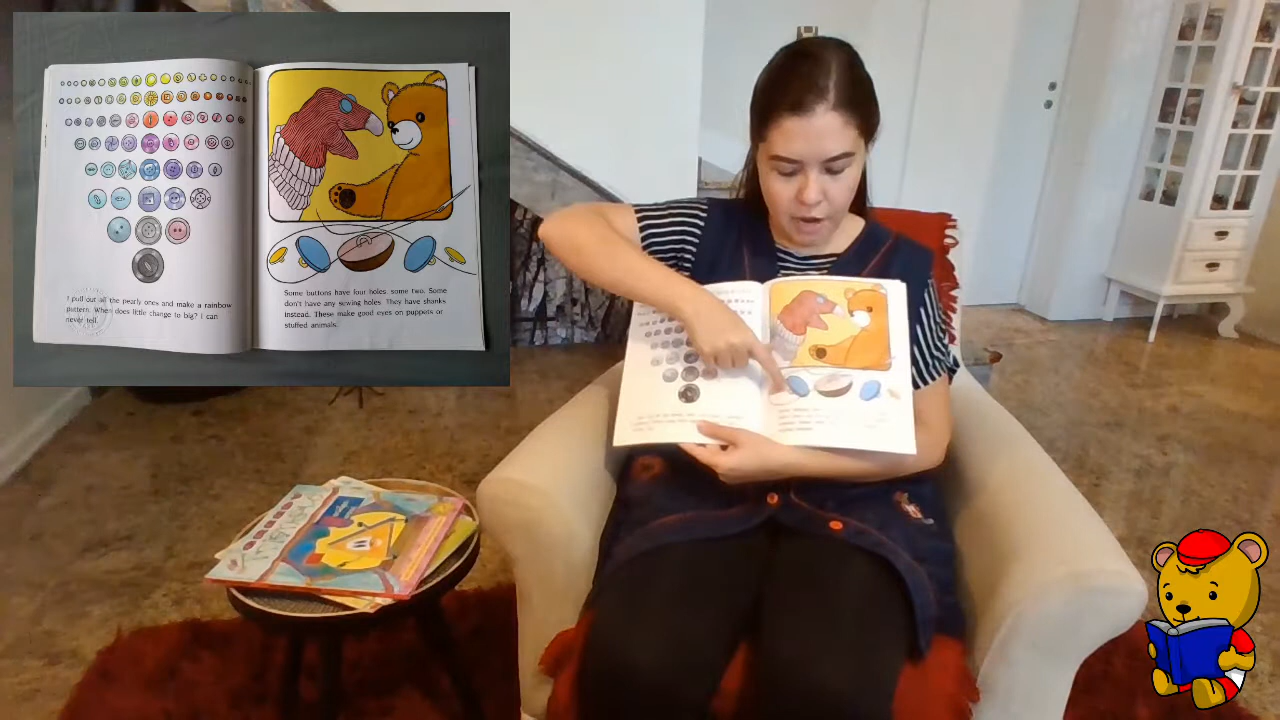 I pull out all the pearly ones and make a rainbow
pattern. When does little change to big? I can
never tell.
Some buttons have four holes, some two. Some
don't have any sewing holes. They have shanks
instead. These make good eyes on puppets or
stuffed animals.